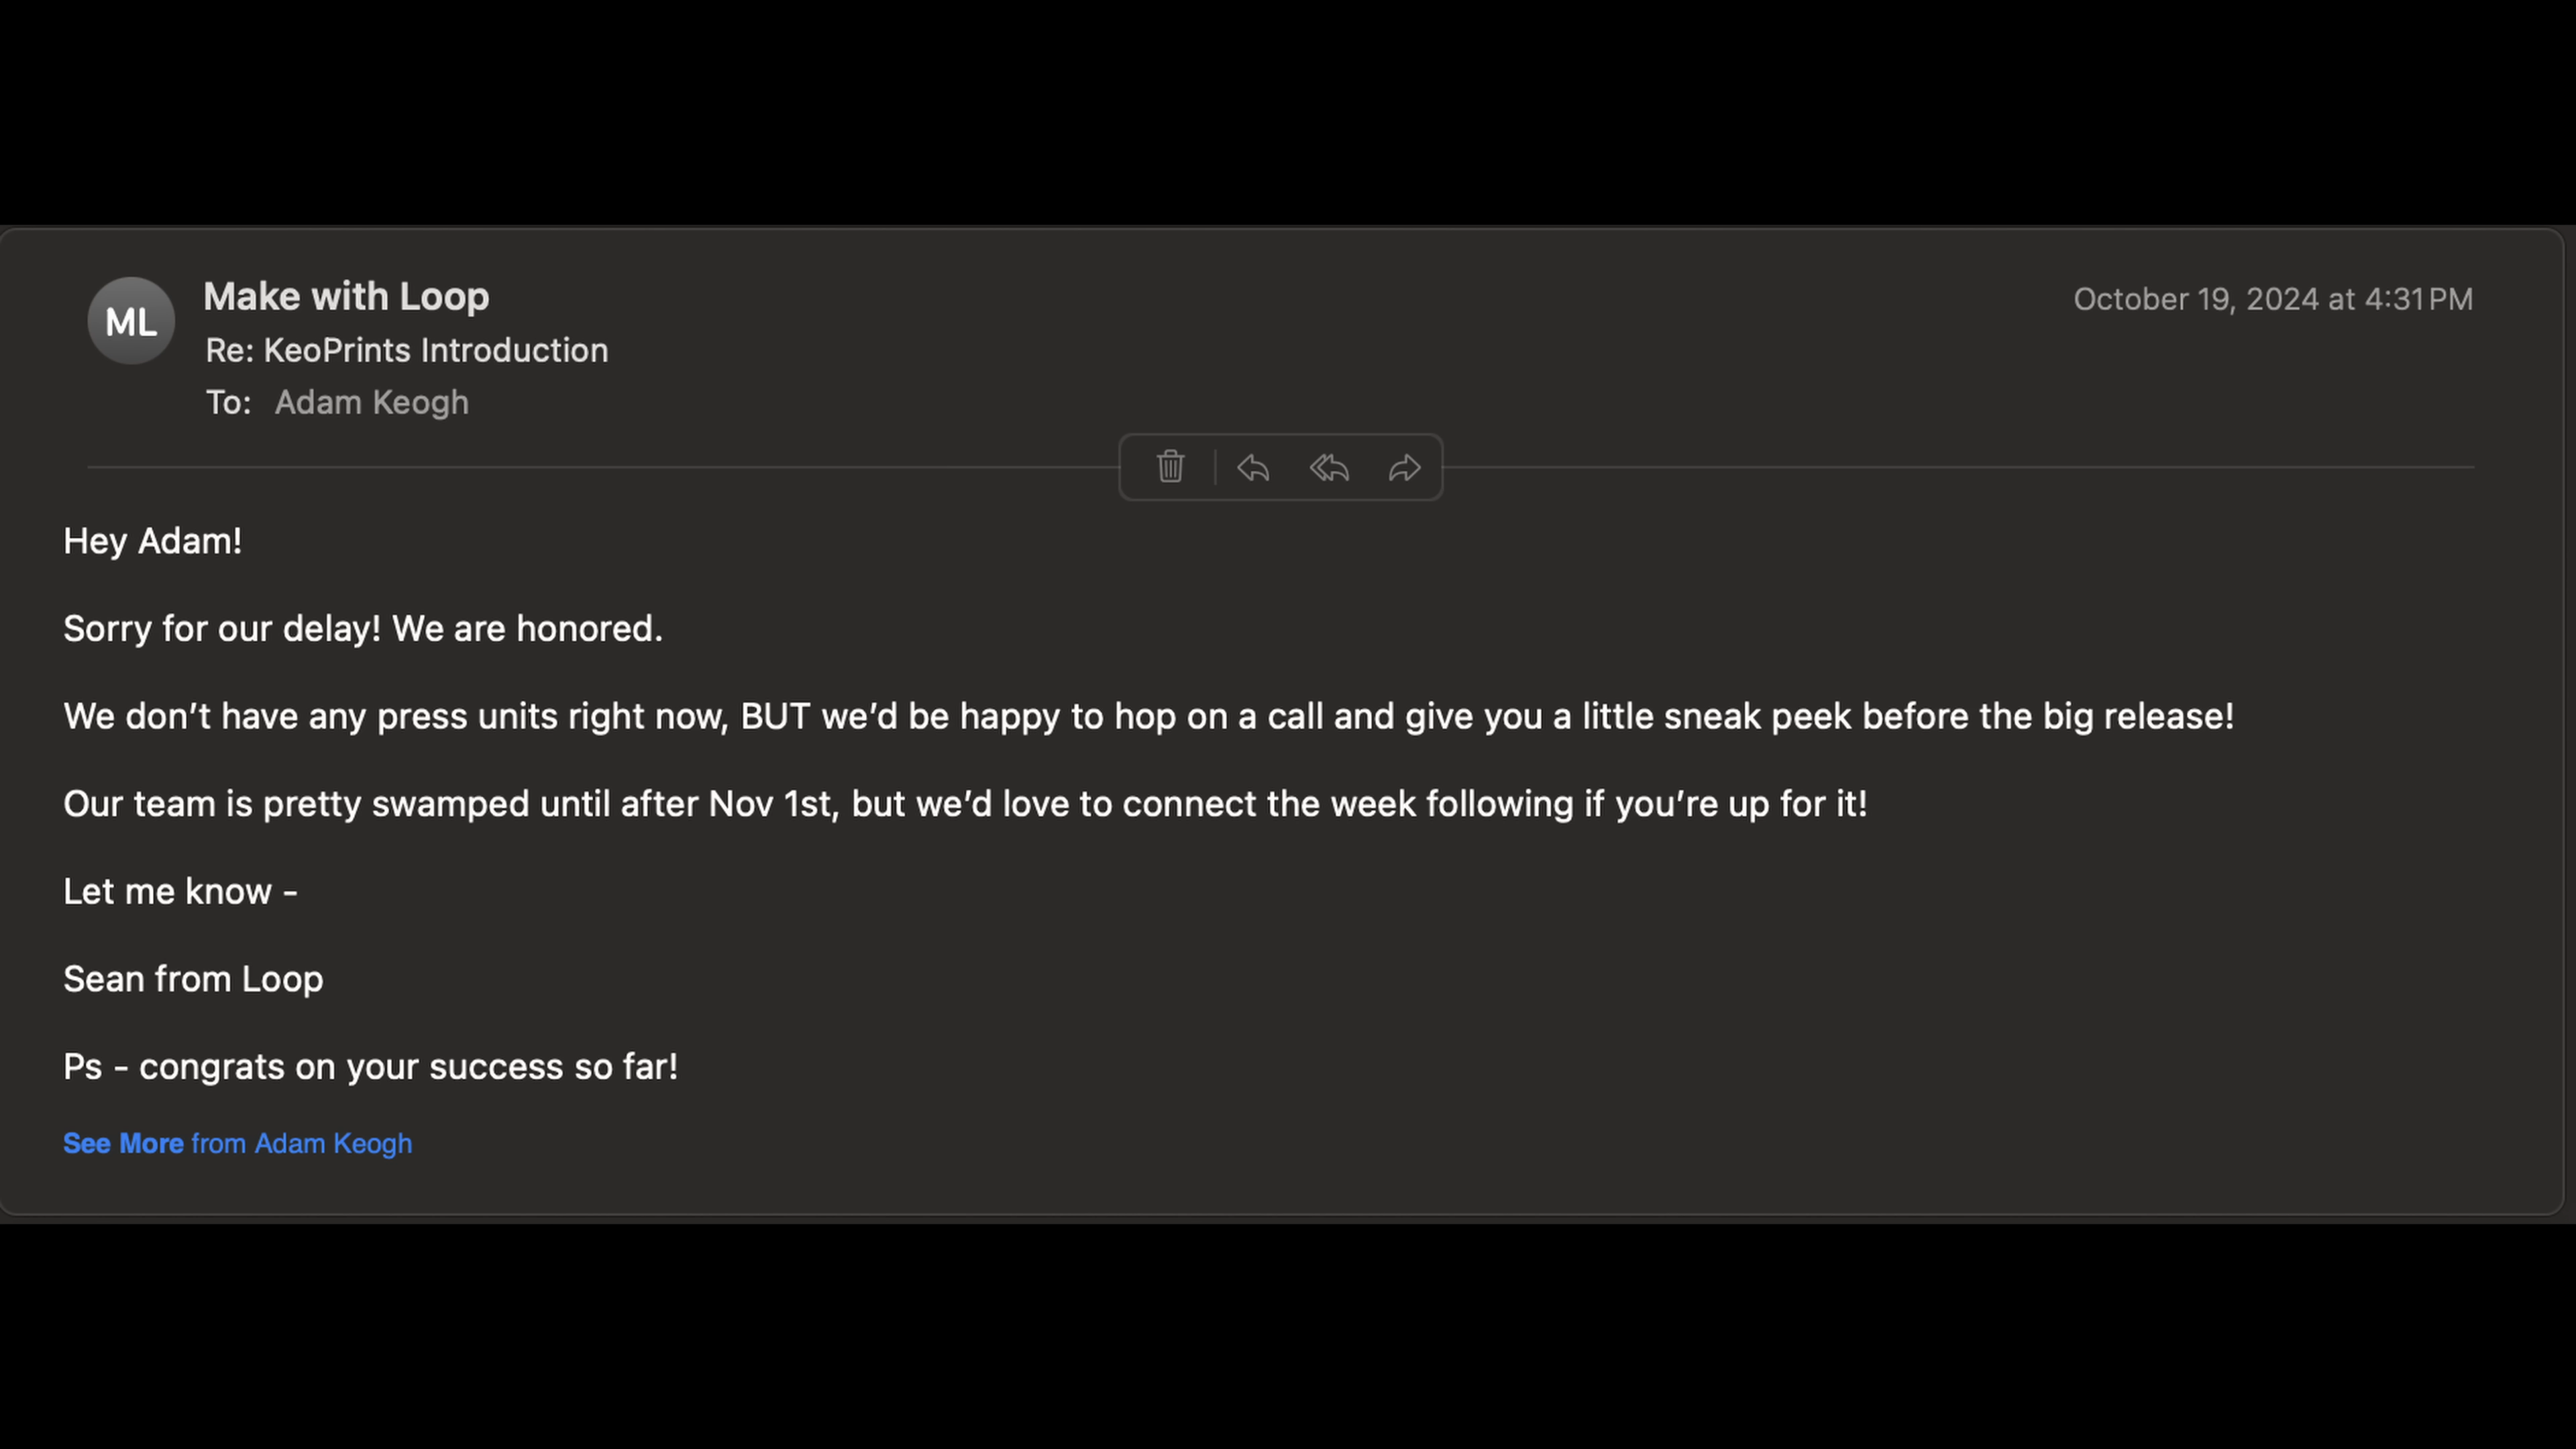 ML
Make with Loop
October 19, 2024 at 4:31 PM
Re: KeoPrints Introduction
To: Adam Keogh
Hey Adam!
Sorry for our delay! We are honored.
We don’t have any press units right now, BUT we’d be happy to hop on a call and give you a little sneak peek before the big release!
Our team is pretty swamped until after Nov 1st, but we’d love to connect the week following if you’re up for it!
Let me know -
Sean from Loop
Ps - congrats on your success so far!
See More from Adam Keogh